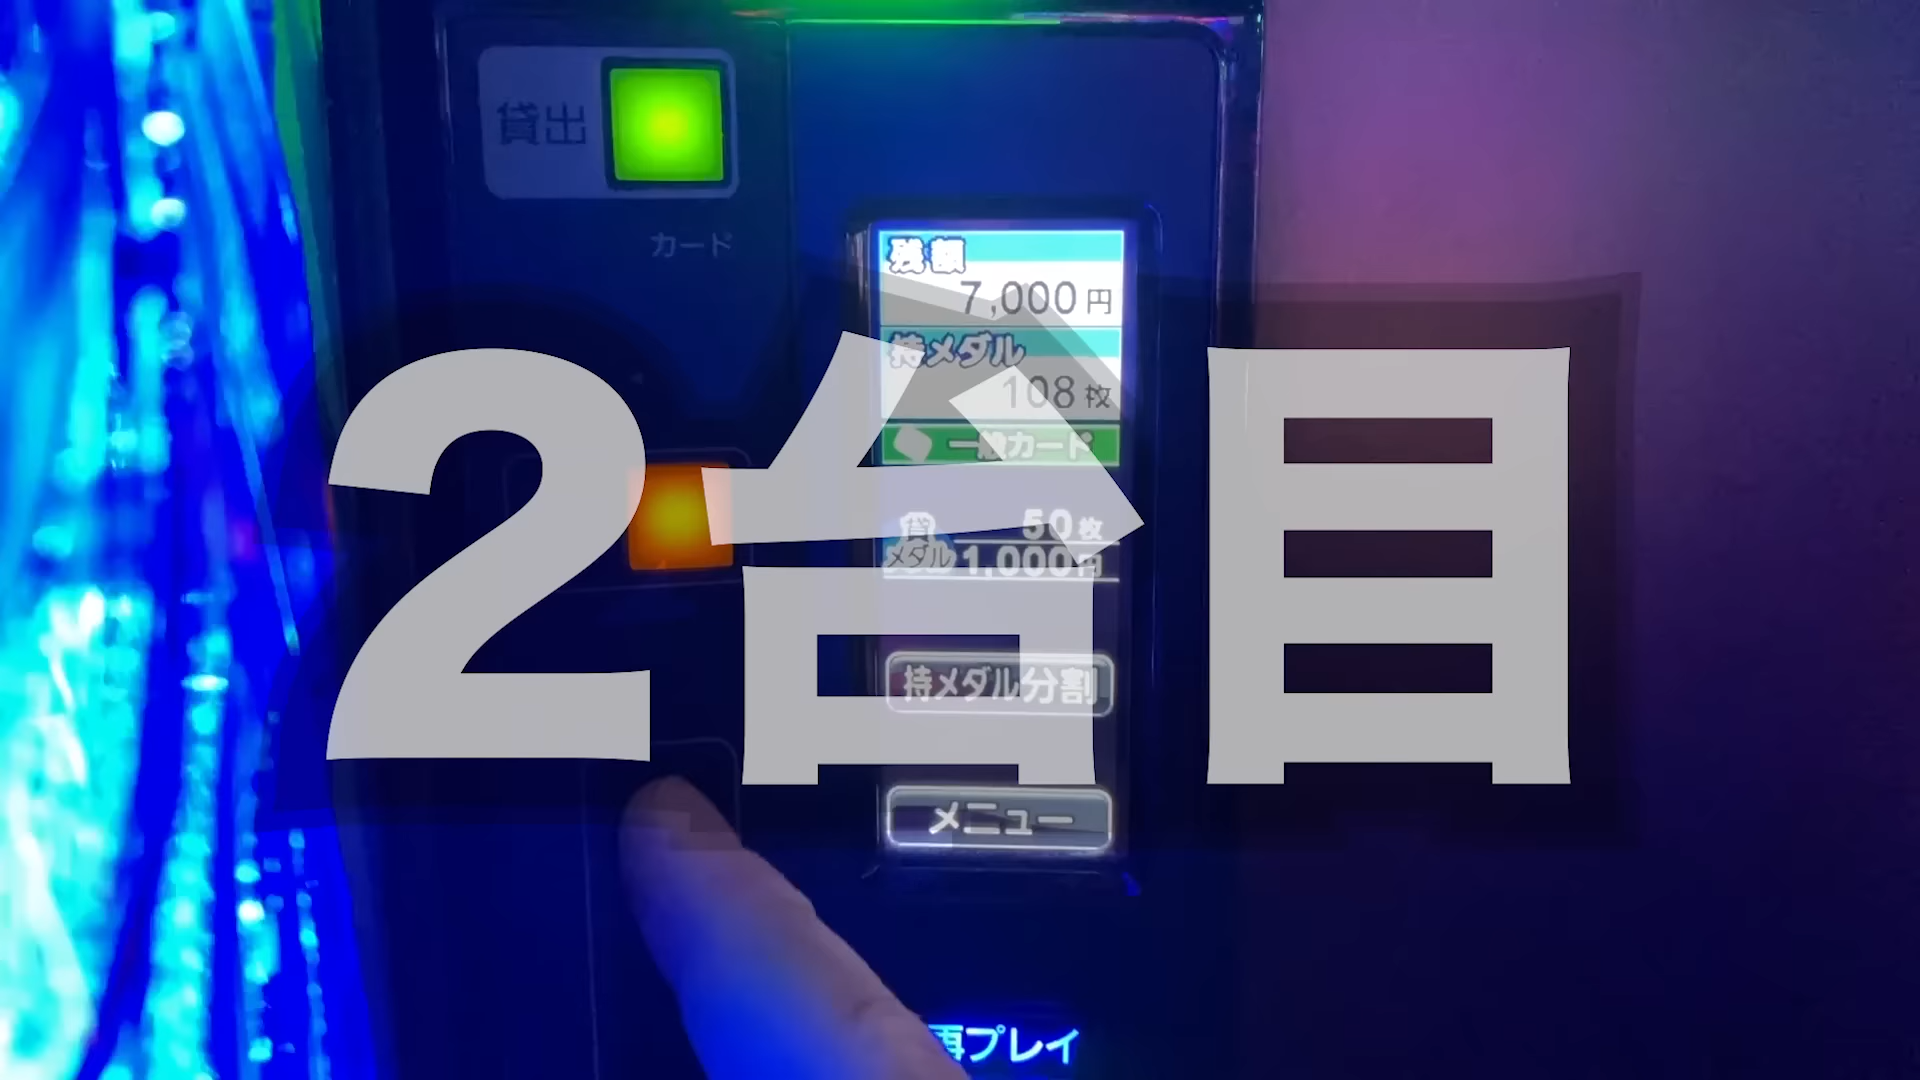 貸出
カード
残額
7,000円
持メダル
108枚
一般カード
2台目
貸メダル
50枚
1,000円
持メダル分割
メニュー
再プレイ